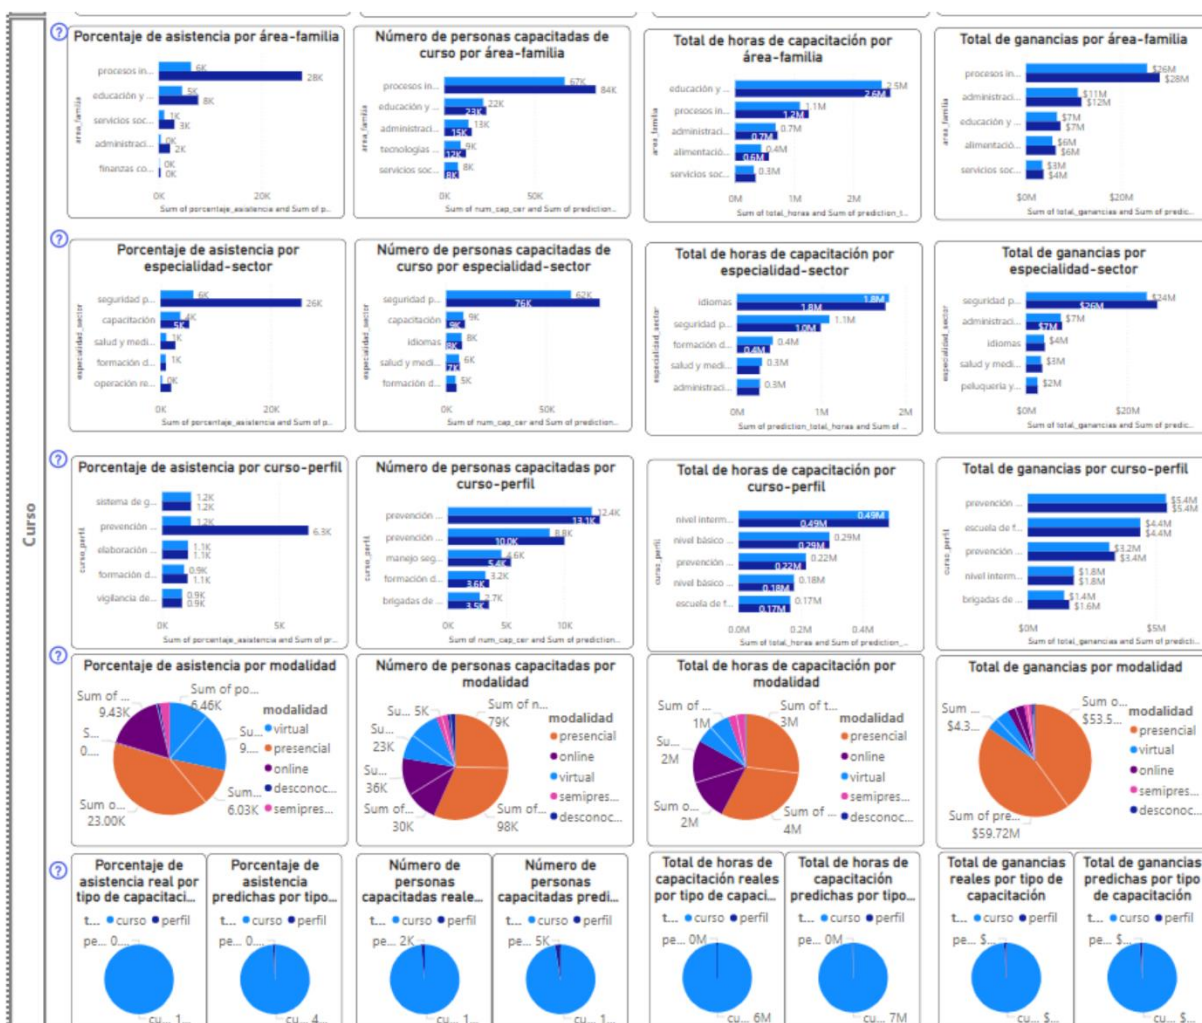 Curso
?
Porcentaje de asistencia por área-familia
area_familia
procesos in...
6K
28K
educación y ...
5K
8K
servicios soc...
1K
3K
administraci...
0K
2K
finanzas co...
0K
0K
0K
20K
Sum of porcentaje_asistencia and Sum of p...
Número de personas capacitadas de
curso por área-familia
area_familia
procesos in...
67K
84K
educación y ...
22K
23K
administraci...
13K
15K
tecnologías ...
9K
12K
servicios soc...
8K
8K
0K
50K
Sum of num_cap_cer and Sum of prediction...
Total de horas de capacitación por
área-familia
area_familia
educación y ...
2.5M
2.6M
procesos in...
1.1M
1.2M
administraci...
0.7M
0.7M
alimentació...
0.4M
0.6M
servicios soc...
0.3M
0M
1M
2M
Sum of total_horas and Sum of prediction_t...
Total de ganancias por área-familia
area_familia
procesos in...
$26M
$28M
administraci...
$11M
$12M
educación y ...
$7M
$7M
alimentació...
$6M
$6M
servicios soc...
$3M
$4M
$0M
$20M
Sum of total_ganancias and Sum of predic...
?
Porcentaje de asistencia por
especialidad-sector
especialidad_sector
seguridad p...
6K
26K
capacitación
4K
5K
salud y medi...
1K
formación d...
1K
operación re...
0K
0K
20K
Sum of porcentaje_asistencia and Sum of p...
Número de personas capacitadas de
curso por especialidad-sector
especialidad_sector
seguridad p...
62K
76K
capacitación
9K
9K
idiomas
8K
8K
salud y medi...
6K
7K
formación d...
5K
0K
50K
Sum of num_cap_cer and Sum of prediction...
Total de horas de capacitación por
especialidad-sector
especialidad_sector
idiomas
1.8M
1.8M
seguridad p...
1.1M
1.0M
formación d...
0.4M
0.4M
salud y medi...
0.3M
administraci...
0.3M
0M
1M
2M
Sum of prediction_total_horas and Sum of ...
Total de ganancias por
especialidad-sector
especialidad_sector
seguridad p...
$24M
$26M
administraci...
$7M
$7M
idiomas
$4M
salud y medi...
$3M
peluquería y...
$2M
$0M
$20M
Sum of total_ganancias and Sum of predic...
?
Porcentaje de asistencia por curso-perfil
curso_perfil
sistema de g...
1.2K
1.2K
prevención ...
1.2K
6.3K
elaboración ...
1.1K
1.1K
formación d...
0.9K
1.1K
vigilancia de...
0.9K
0.9K
0K
5K
Sum of porcentaje_asistencia and Sum of pr...
Número de personas capacitadas por
curso-perfil
curso_perfil
prevención ...
12.4K
13.1K
prevención ...
8.8K
10.0K
manejo seg...
4.6K
5.4K
formación d...
3.2K
3.6K
brigadas de ...
2.7K
3.5K
0K
10K
Sum of num_cap_cer and Sum of prediction...
Total de horas de capacitación por
curso-perfil
curso_perfil
nivel interm...
0.49M
0.49M
nivel básico ...
0.29M
0.29M
prevención ...
0.22M
0.22M
nivel básico ...
0.18M
0.18M
escuela de f...
0.17M
0.17M
0.0M
0.2M
0.4M
Sum of total_horas and Sum of prediction_...
Total de ganancias por curso-perfil
curso_perfil
prevención ...
$5.4M
$5.4M
escuela de f...
$4.4M
$4.4M
prevención ...
$3.2M
$3.4M
nivel interm...
$1.8M
$1.8M
brigadas de ...
$1.4M
$1.6M
$0M
$5M
Sum of total_ganancias and Sum of predicti...
?
Porcentaje de asistencia por modalidad
Sum of ...
9.43K
Sum of po...
6.46K
S...
0....
Su...
9....
Sum...
6.03K
Sum o...
23.00K
modalidad
virtual
presencial
online
desconoc...
semipres...
Número de personas capacitadas por
modalidad
Su... 5K
Sum of n...
79K
Su...
23K
Su...
36K
Sum of...
30K
Sum of...
98K
modalidad
presencial
online
virtual
semipres...
desconoc...
Total de horas de capacitación por
modalidad
Sum of ...
1M
Sum of t...
3M
Su...
2M
Sum o...
2M
Sum of ...
4M
modalidad
presencial
online
virtual
semipres...
desconoc...
Total de ganancias por modalidad
Sum ...
$4.3...
Sum o...
$53.5...
Sum of pre...
$59.72M
modalidad
presencial
virtual
online
semipres...
desconoc...
?
Porcentaje de
asistencia real por
tipo de capacitaci...
t... curso perfil
pe... 0....
cu... 1...
Porcentaje de
asistencia
predichas por tipo...
t... curso perfil
pe... 0...
cu... 4...
Número de
personas
capacitadas reale...
t... curso perfil
pe... 2K
cu... 1...
Número de
personas
capacitadas predi...
t... curso perfil
pe... 5K
cu... 1...
Total de horas de
capacitación reales
por tipo de capaci...
t... curso perfil
pe... 0M
cu... 6M
Total de horas de
capacitación
predichas por tipo...
t... curso perfil
pe... 0M
cu... 7M
Total de ganancias
reales por tipo de
capacitación
t... curso perfil
pe... $...
cu... $...
Total de ganancias
predichas por tipo
de capacitación
t... curso perfil
pe... $...
cu... $...